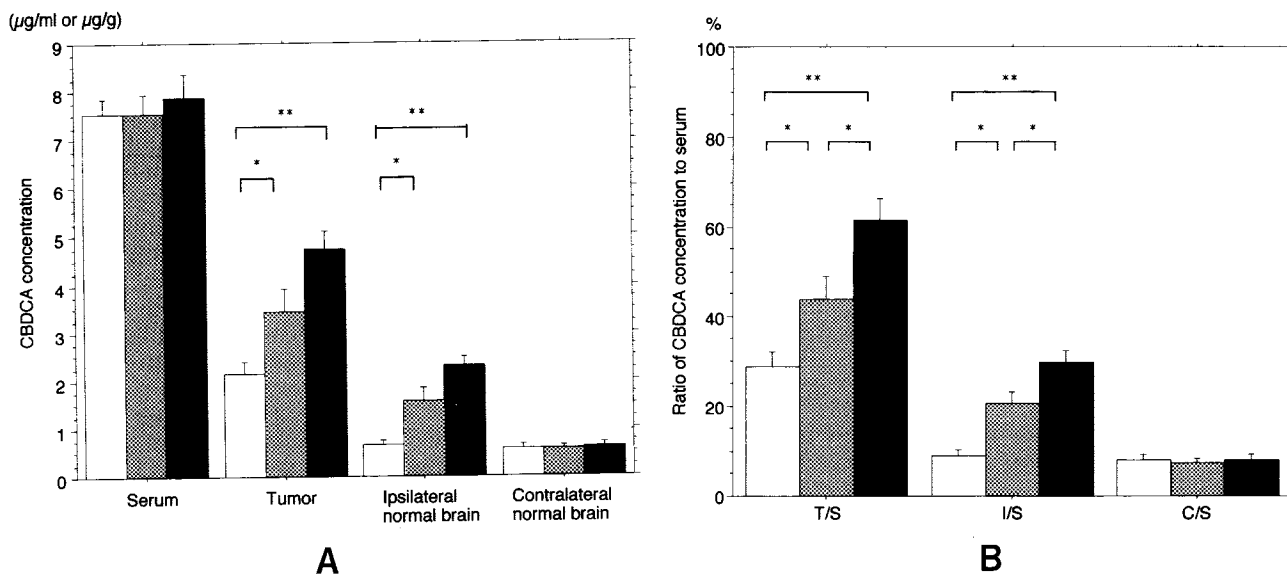 (µg/ml or µg/g)
CBDCA concentration
9
8
7
6
5
4
3
2
1
0
**
*
**
*
Serum
Tumor
Ipsilateral
normal brain
Contralateral
normal brain
A
%
Ratio of CBDCA concentration to serum
100
80
60
40
20
0
**
*
*
**
*
*
T/S
I/S
C/S
B